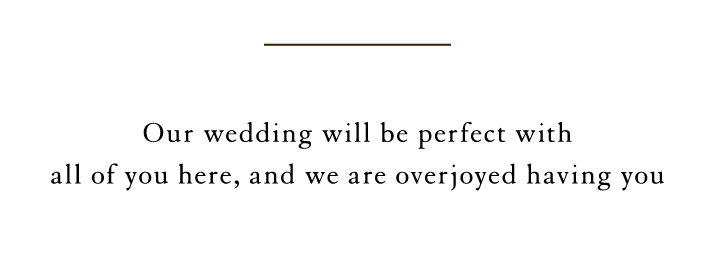 Our wedding will be perfect with
all of you here, and we are overjoyed having you